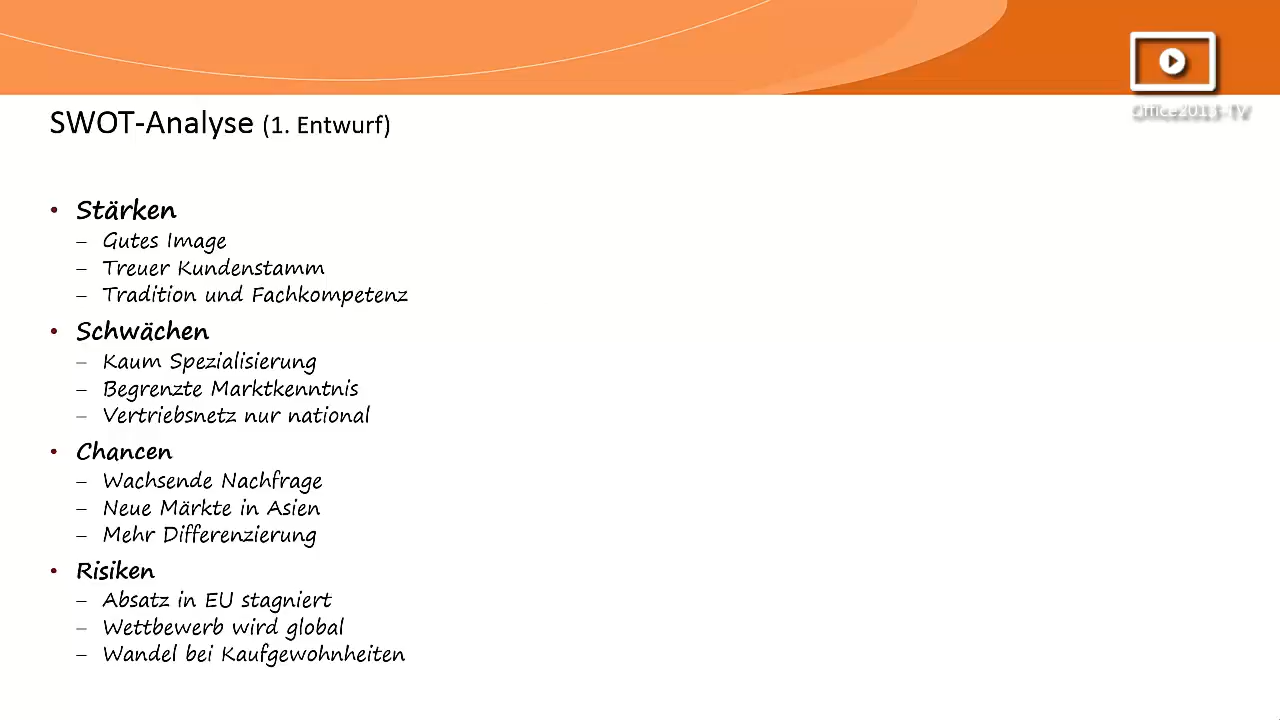 Office2013-TV
SWOT-Analyse (1. Entwurf)
• Stärken
– Gutes Image
– Treuer Kundenstamm
– Tradition und Fachkompetenz
• Schwächen
– Kaum Spezialisierung
– Begrenzte Marktkenntnis
– Vertriebsnetz nur national
• Chancen
– Wachsende Nachfrage
– Neue Märkte in Asien
– Mehr Differenzierung
• Risiken
– Absatz in EU stagniert
– Wettbewerb wird global
– Wandel bei Kaufgewohnheiten